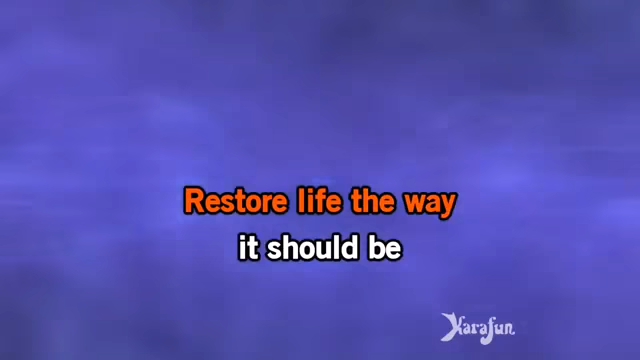 Restore life the way
it should be
Karafun